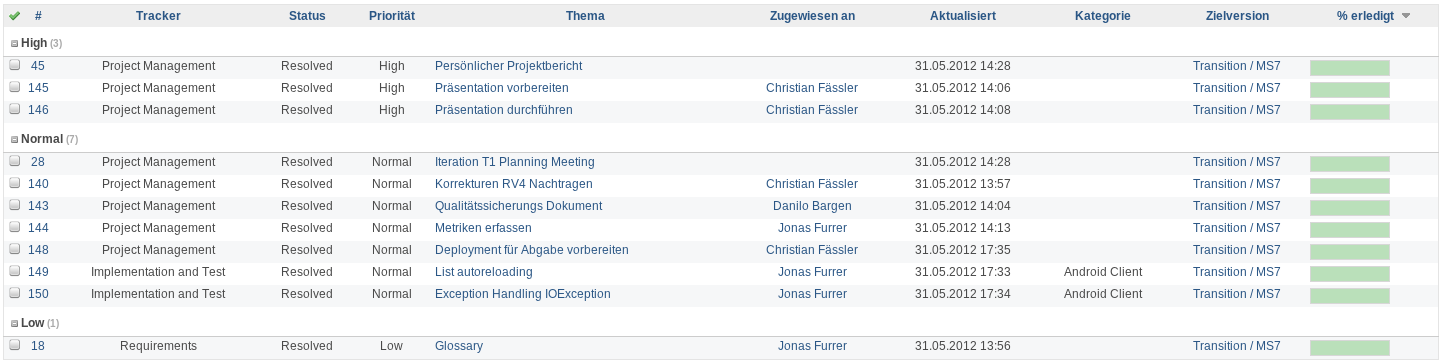 # Tracker Status Priorität Thema Zugewiesen an Aktualisiert Kategorie Zielversion % erledigt
High (3)
45 Project Management Resolved High Persönlicher Projektbericht 31.05.2012 14:28 Transition / MS7
145 Project Management Resolved High Präsentation vorbereiten Christian Fässler 31.05.2012 14:06 Transition / MS7
146 Project Management Resolved High Präsentation durchführen Christian Fässler 31.05.2012 14:08 Transition / MS7
Normal (7)
28 Project Management Resolved Normal Iteration T1 Planning Meeting 31.05.2012 14:28 Transition / MS7
140 Project Management Resolved Normal Korrekturen RV4 Nachtragen Christian Fässler 31.05.2012 13:57 Transition / MS7
143 Project Management Resolved Normal Qualitätssicherungs Dokument Danilo Bargen 31.05.2012 14:04 Transition / MS7
144 Project Management Resolved Normal Metriken erfassen Jonas Furrer 31.05.2012 14:13 Transition / MS7
148 Project Management Resolved Normal Deployment für Abgabe vorbereiten Christian Fässler 31.05.2012 17:35 Transition / MS7
149 Implementation and Test Resolved Normal List autoreloading Jonas Furrer 31.05.2012 17:33 Android Client Transition / MS7
150 Implementation and Test Resolved Normal Exception Handling IOException Jonas Furrer 31.05.2012 17:34 Android Client Transition / MS7
Low (1)
18 Requirements Resolved Low Glossary Jonas Furrer 31.05.2012 13:56 Transition / MS7